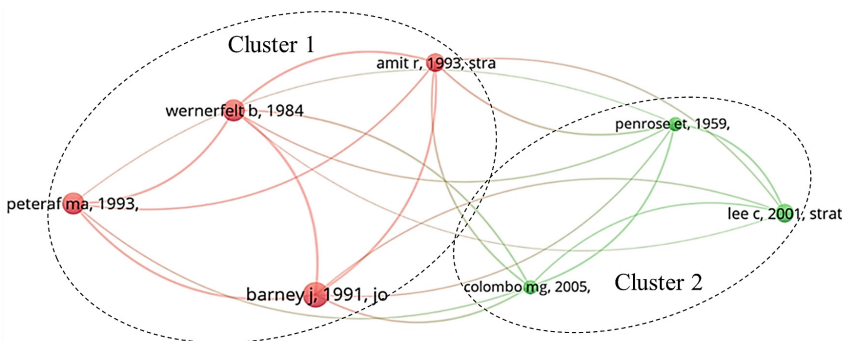 Cluster 1
amit r, 1993, stra
wernerfelt b, 1984
penrose et, 1959,
peteraf ma, 1993,
lee c, 2001, strat
barney j, 1991, jo
colombo mg, 2005,
Cluster 2